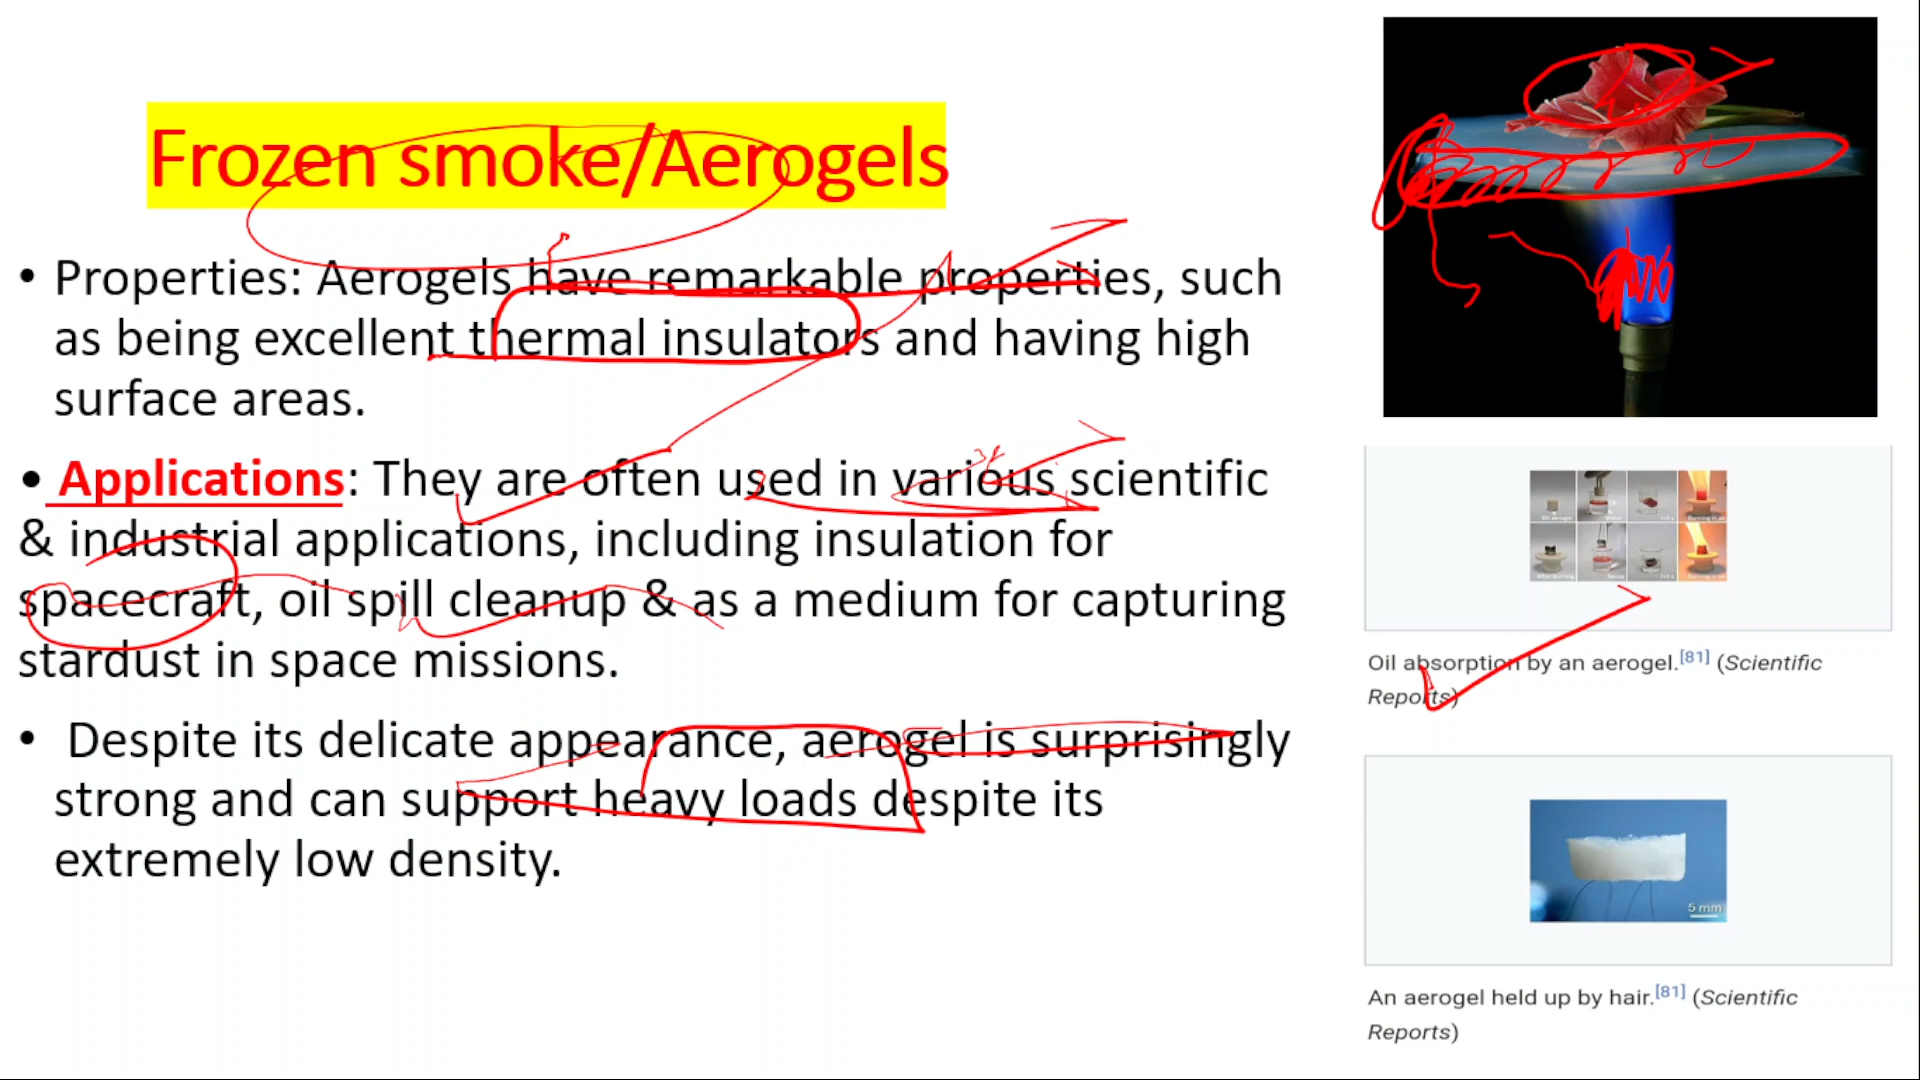 Frozen smoke/Aerogels
• Properties: Aerogels have remarkable properties, such
as being excellent thermal insulators and having high
surface areas.
• Applications: They are often used in various scientific
& industrial applications, including insulation for
spacecraft, oil spill cleanup & as a medium for capturing
stardust in space missions.
• Despite its delicate appearance, aerogel is surprisingly
strong and can support heavy loads despite its
extremely low density.
Oil absorption by an aerogel.[81] (Scientific
Reports)
5 mm
An aerogel held up by hair.[81] (Scientific
Reports)